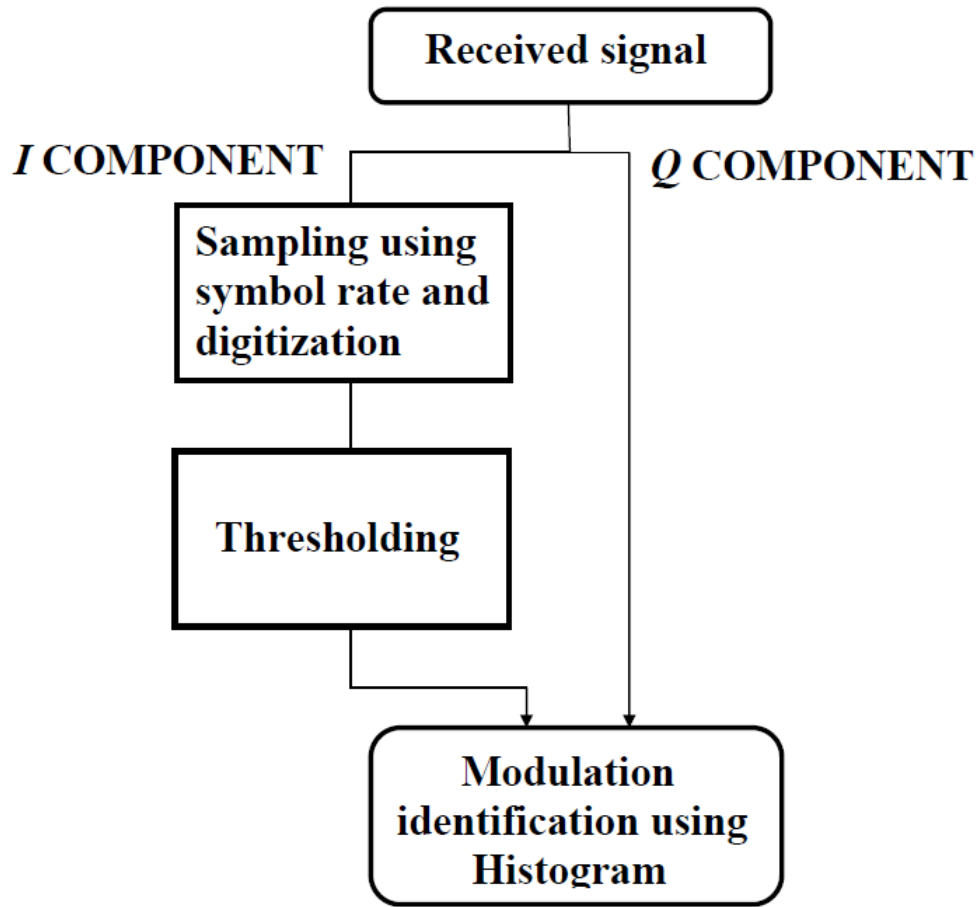 Received signal
I COMPONENT
Q COMPONENT
Sampling using
symbol rate and
digitization
Thresholding
Modulation
identification using
Histogram